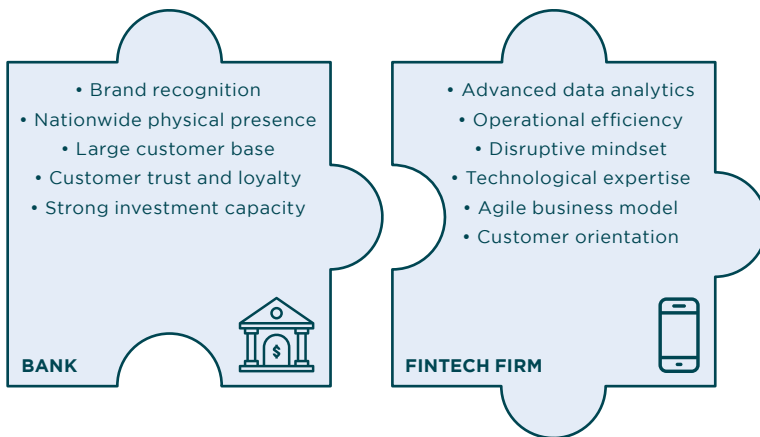 • Brand recognition
• Nationwide physical presence
• Large customer base
• Customer trust and loyalty
• Strong investment capacity
$
BANK
• Advanced data analytics
• Operational efficiency
• Disruptive mindset
• Technological expertise
• Agile business model
• Customer orientation
FINTECH FIRM